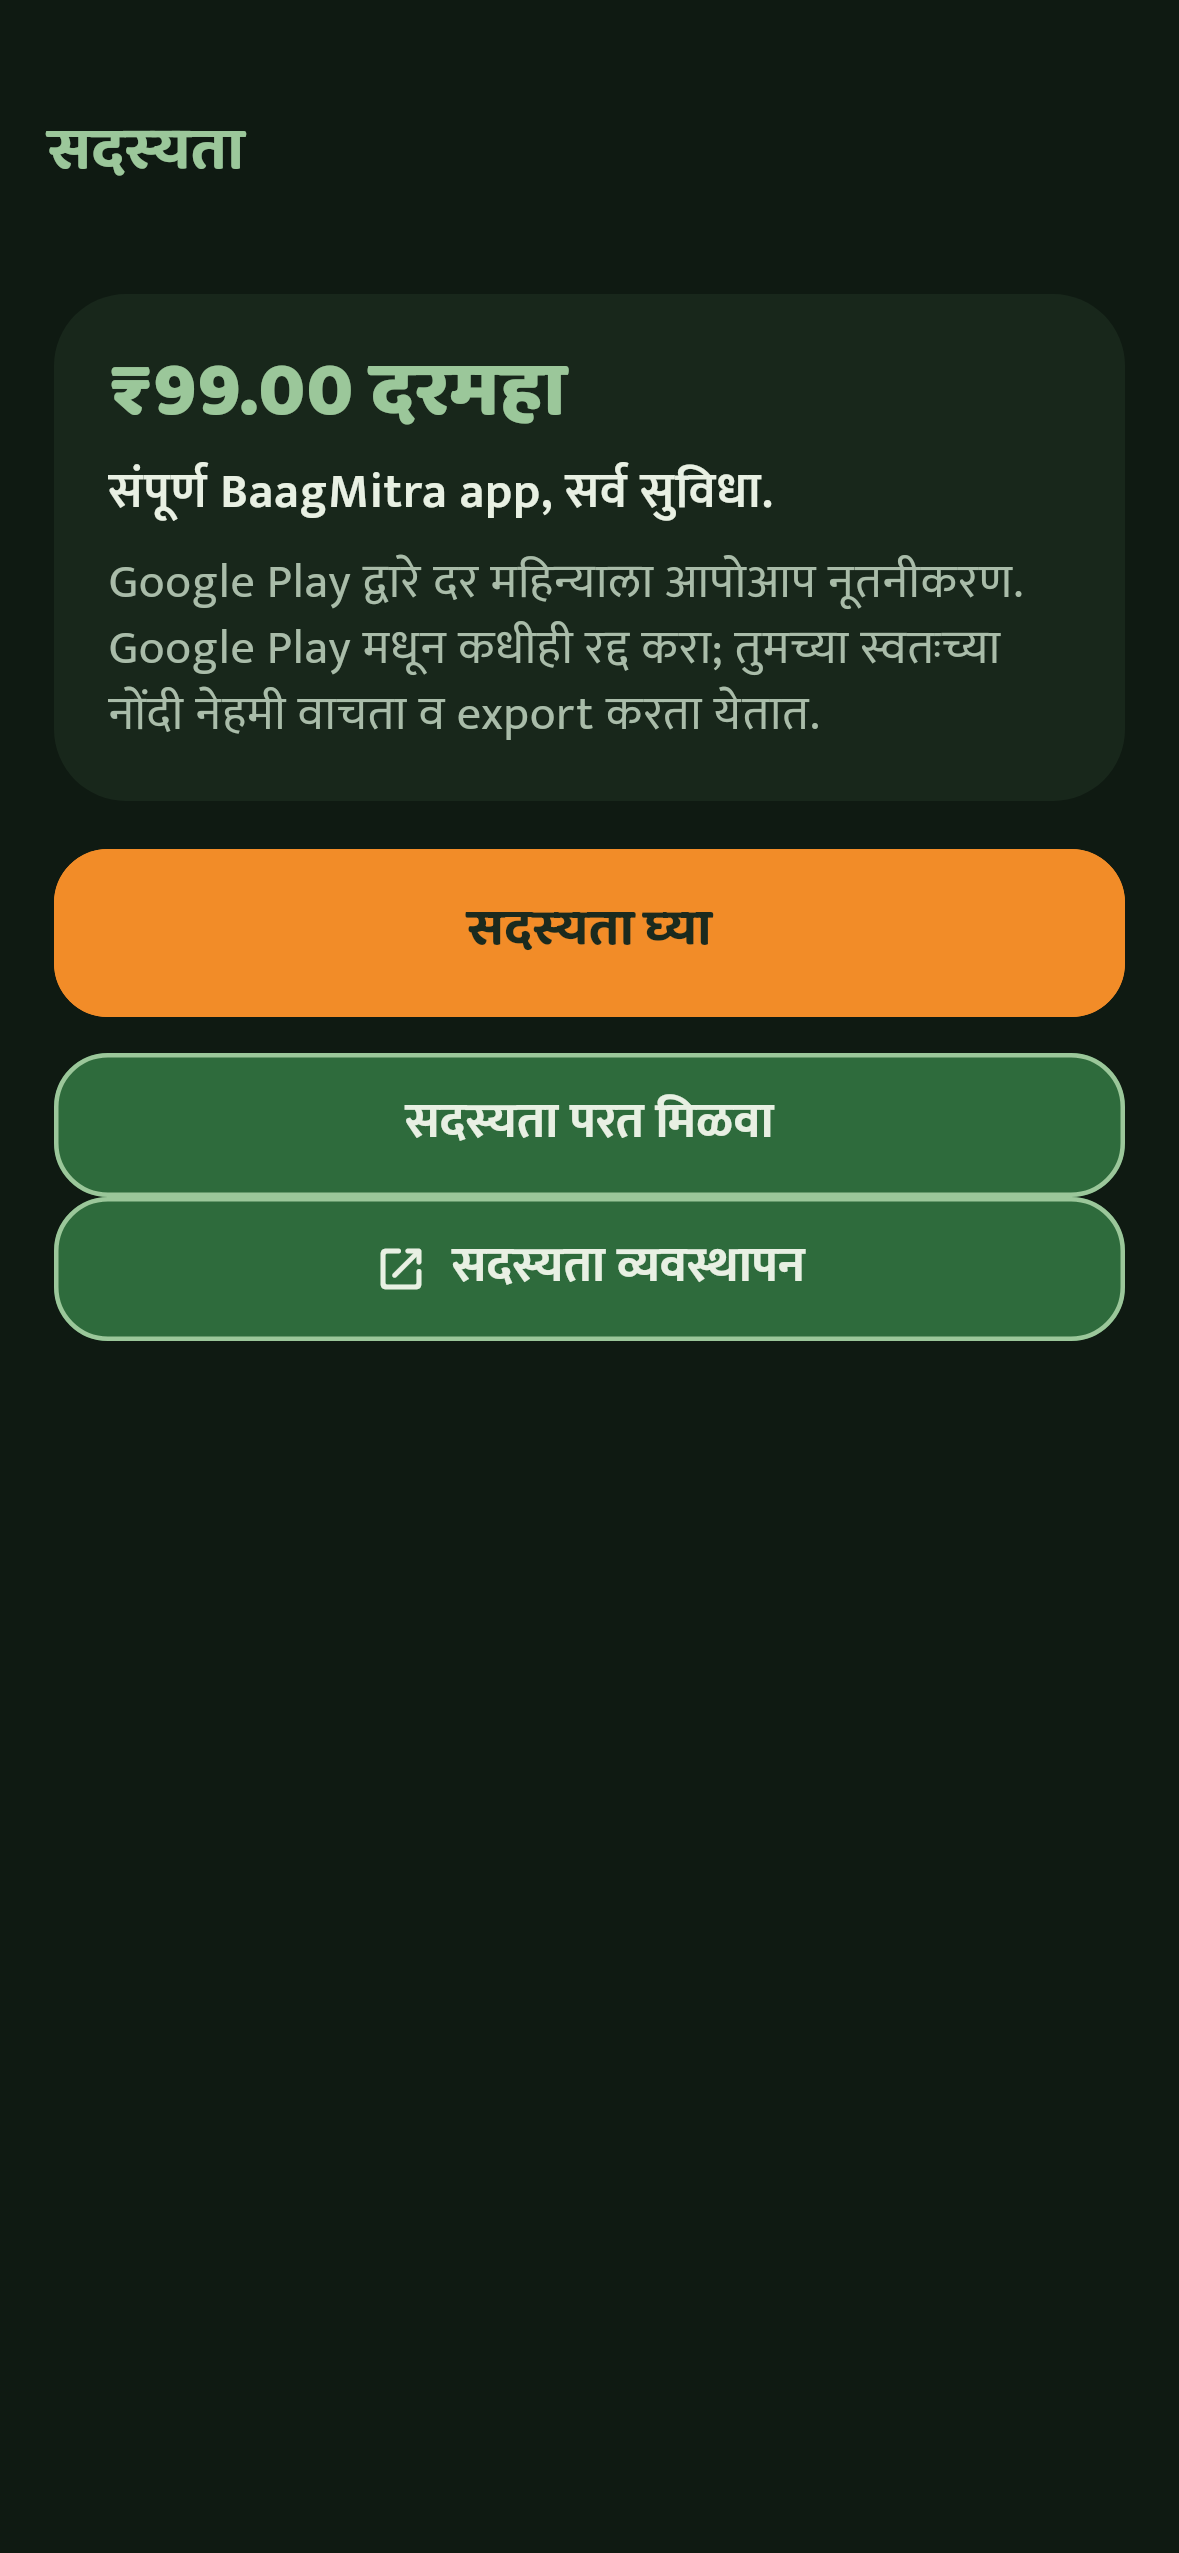 सदस्यता
₹99.00 दरमहा
संपूर्ण BaagMitra app, सर्व सुविधा.
Google Play द्वारे दर महिन्याला आपोआप नूतनीकरण.
Google Play मधून कधीही रद्द करा; तुमच्या स्वतःच्या
नोंदी नेहमी वाचता व export करता येतात.
सदस्यता घ्या
सदस्यता परत मिळवा
सदस्यता व्यवस्थापन